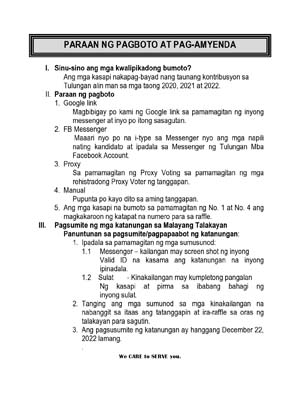 PARAAN NG PAGBOTO AT PAG-AMYENDA
I. Sinu-sino ang mga kwalipikadong bumoto?
Ang mga kasapi nakapag-bayad nang taunang kontribusyon sa
Tulungan alin man sa mga taong 2020, 2021 at 2022.
II. Paraan ng pagboto
1. Google link
Magbibigay po kami ng Google link sa pamamagitan ng inyong
messenger at inyo po itong sasagutan.
2. FB Messenger
Maaari nyo po na i-type sa Messenger nyo ang mga napili
nating kandidato at ipadala sa Messenger ng Tulungan Mba
Facebook Account.
3. Proxy
Sa pamamagitan ng Proxy Voting sa pamamagitan ng mga
rehistradong Proxy Voter ng tanggapan.
4. Manual
Pupunta po kayo dito sa aming tanggapan.
5. Ang mga kasapi na bumoto sa pamamagitan ng No. 1 at No. 4 ang
magkakaroon ng katapat na numero para sa raffle.
III. Pagsumite ng mga katanungan sa Malayang Talakayan
Panuntunan sa pagsumite/pagpaabot ng katanungan:
1. Ipadala sa pamamagitan ng mga sumusunod:
1.1 Messenger – kailangan may screen shot ng inyong
Valid ID na kasama ang katanungan na inyong
ipinadala.
1.2 Sulat - Kinakailangan may kumpletong pangalan
Ng kasapi at pirma sa ibabang bahagi ng
inyong sulat.
2. Tanging ang mga sumunod sa mga kinakailangan na
nabanggit sa itaas ang tatanggapin at ira-raffle sa oras ng
talakayan para sagutin.
3. Ang pagsusumite ng katanungan ay hanggang December 22,
2022 lamang.
.
We CARE to SERVE you.